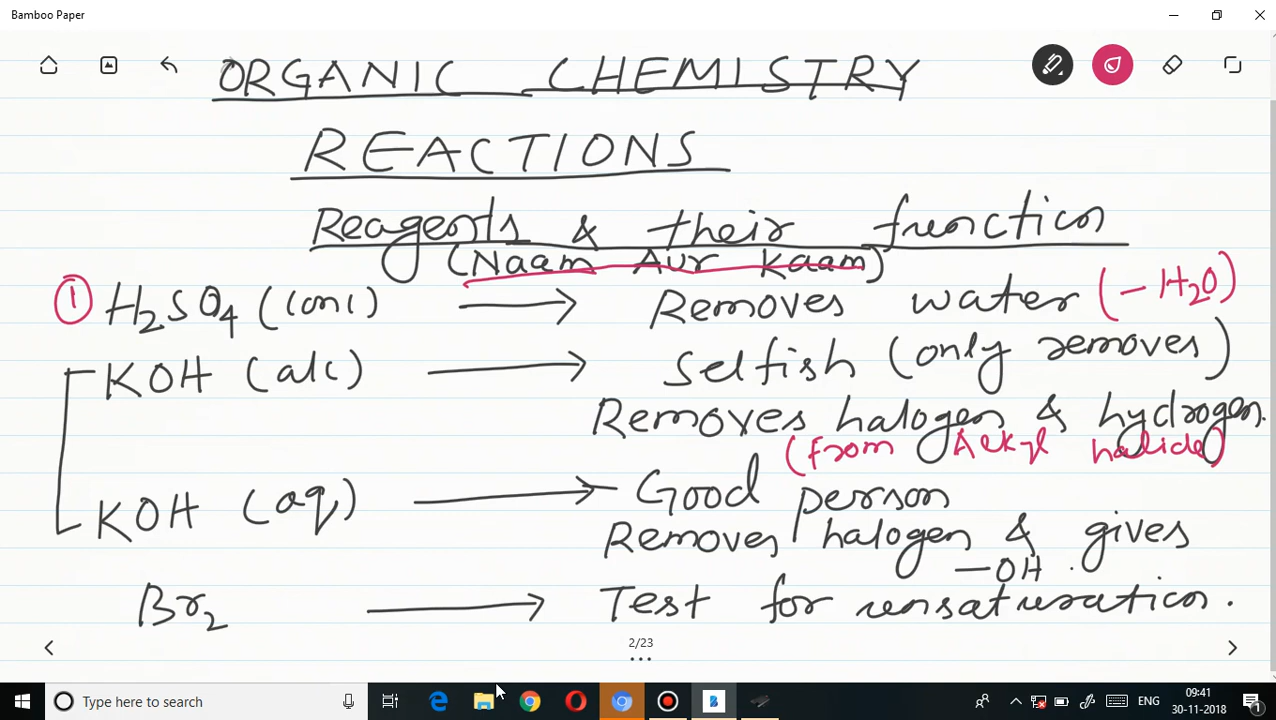 Bamboo Paper
ORGANIC CHEMISTRY
REACTIONS
Reagents & their function
(Naam Aur Kaam)
① H2SO4 (conc) → Removes water (-H2O)
KOH (alc) → Selfish (only removes)
Removes halogen & hydrogen.
(from Alkyl halide)
KOH (aq) → Good person
Removes halogen & gives
-OH.
Br2 → Test for unsaturation.
2/23
Type here to search
ENG
09:41
30-11-2018
1